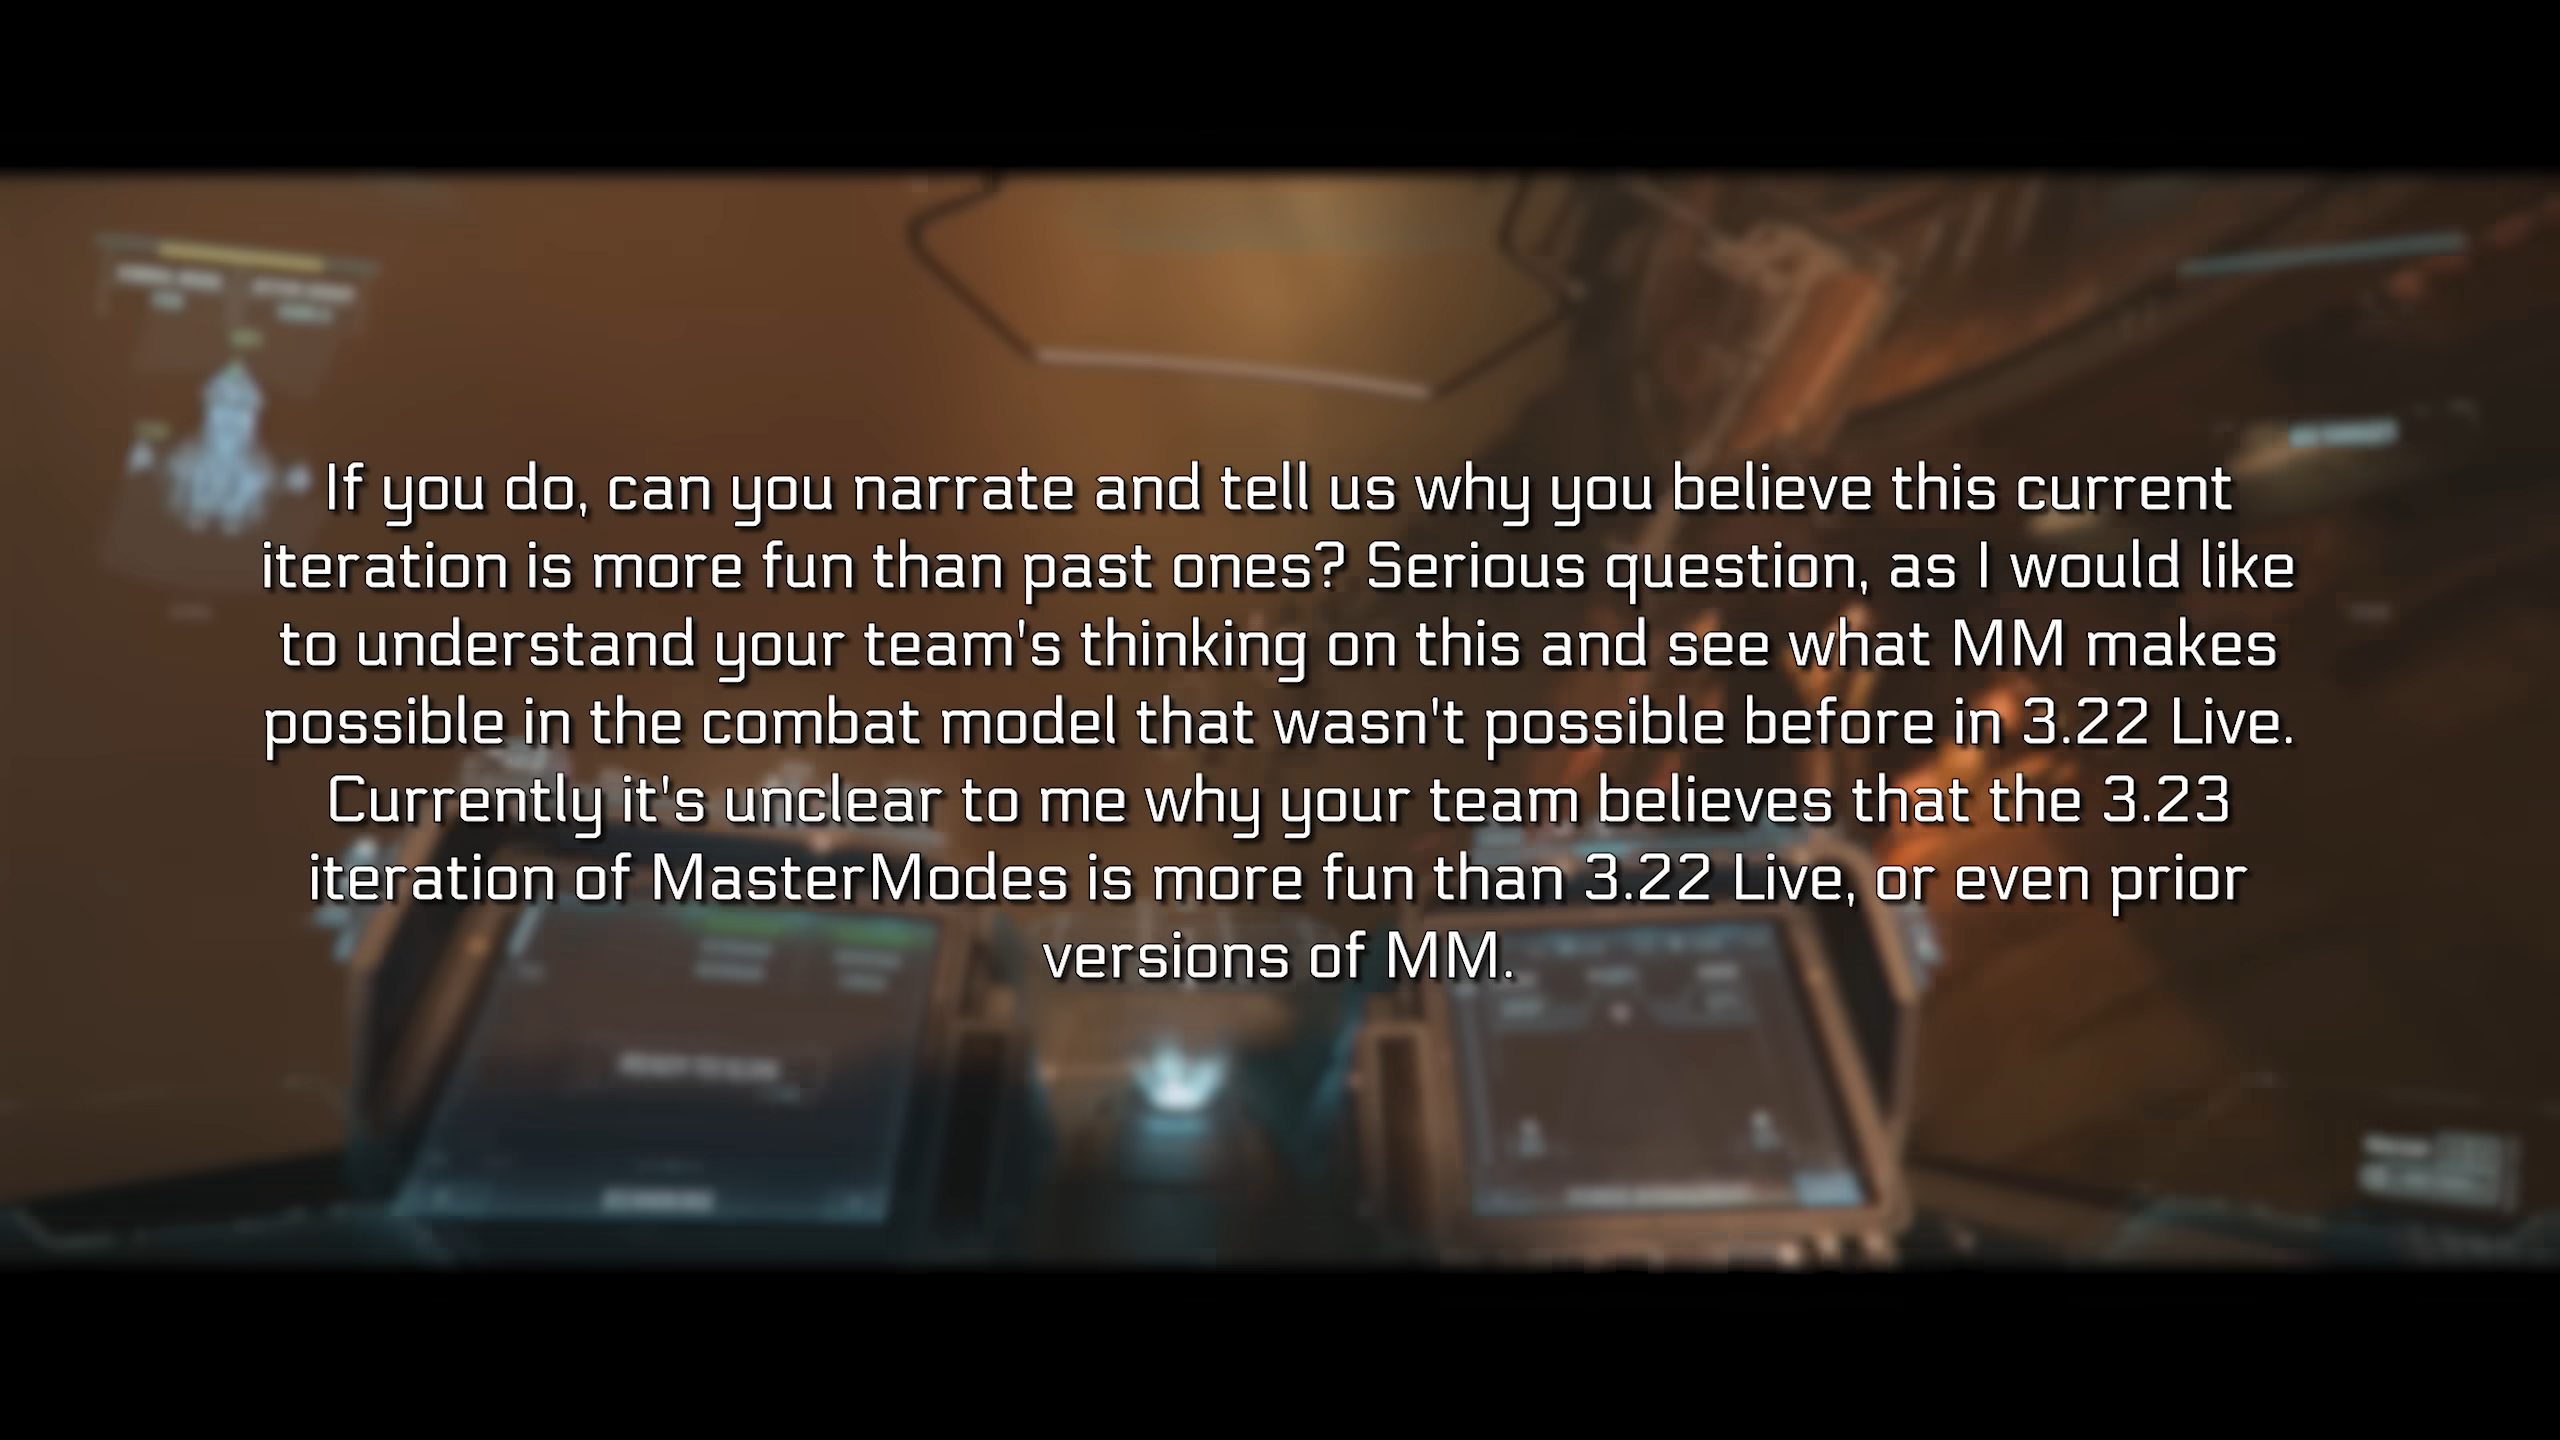 If you do, can you narrate and tell us why you believe this current
iteration is more fun than past ones? Serious question, as I would like
to understand your team's thinking on this and see what MM makes
possible in the combat model that wasn't possible before in 3.22 Live.
Currently it's unclear to me why your team believes that the 3.23
iteration of MasterModes is more fun than 3.22 Live, or even prior
versions of MM.